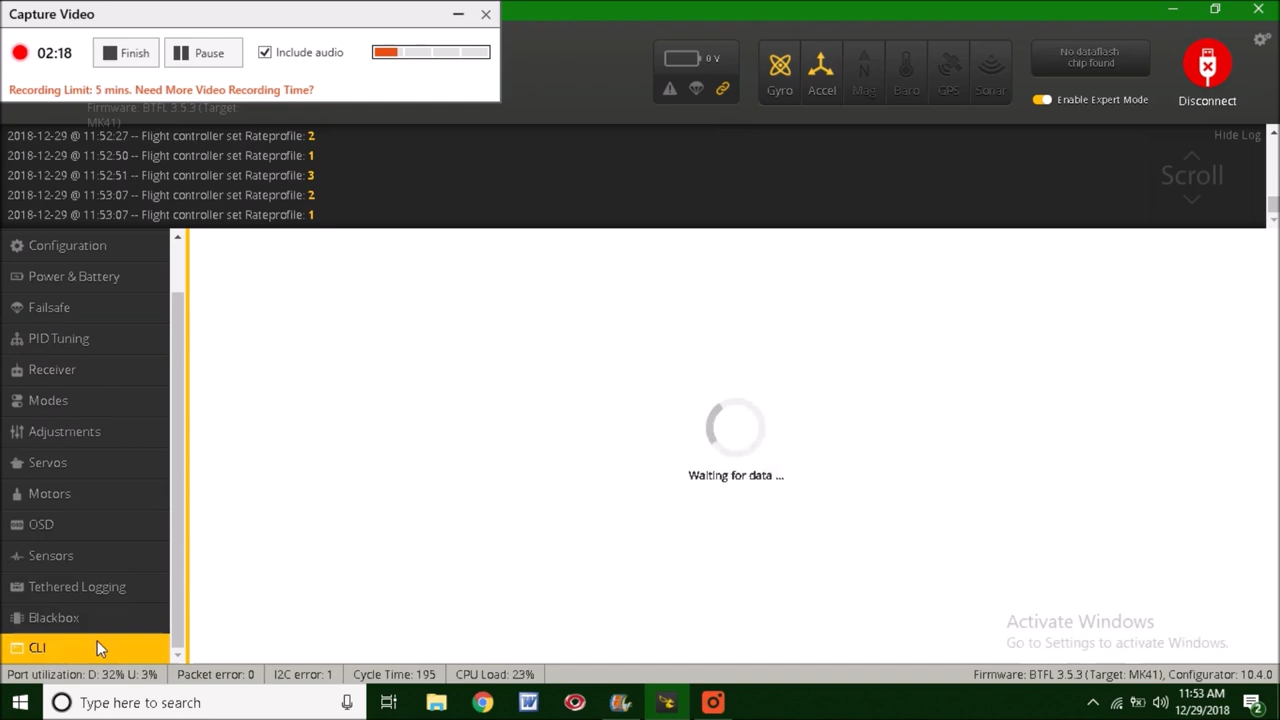 Capture Video
02:18
Finish
Pause
Include audio
Recording Limit: 5 mins. Need More Video Recording Time?
Firmware: BTFL 3.5.3 (Target:
MK41)
0 V
Gyro
Accel
Mag
Baro
GPS
Sonar
No dataflash
chip found
Enable Expert Mode
Disconnect
2018-12-29 @ 11:52:27 -- Flight controller set Rateprofile: 2
2018-12-29 @ 11:52:50 -- Flight controller set Rateprofile: 1
2018-12-29 @ 11:52:51 -- Flight controller set Rateprofile: 3
2018-12-29 @ 11:53:07 -- Flight controller set Rateprofile: 2
2018-12-29 @ 11:53:07 -- Flight controller set Rateprofile: 1
Hide Log
Scroll
Configuration
Power & Battery
Failsafe
PID Tuning
Receiver
Modes
Adjustments
Servos
Motors
OSD
Sensors
Tethered Logging
Blackbox
CLI
Waiting for data ...
Activate Windows
Go to Settings to activate Windows.
Port utilization: D: 32% U: 3%
Packet error: 0
I2C error: 1
Cycle Time: 195
CPU Load: 23%
Firmware: BTFL 3.5.3 (Target: MK41), Configurator: 10.4.0
Type here to search
11:53 AM
12/29/2018
2